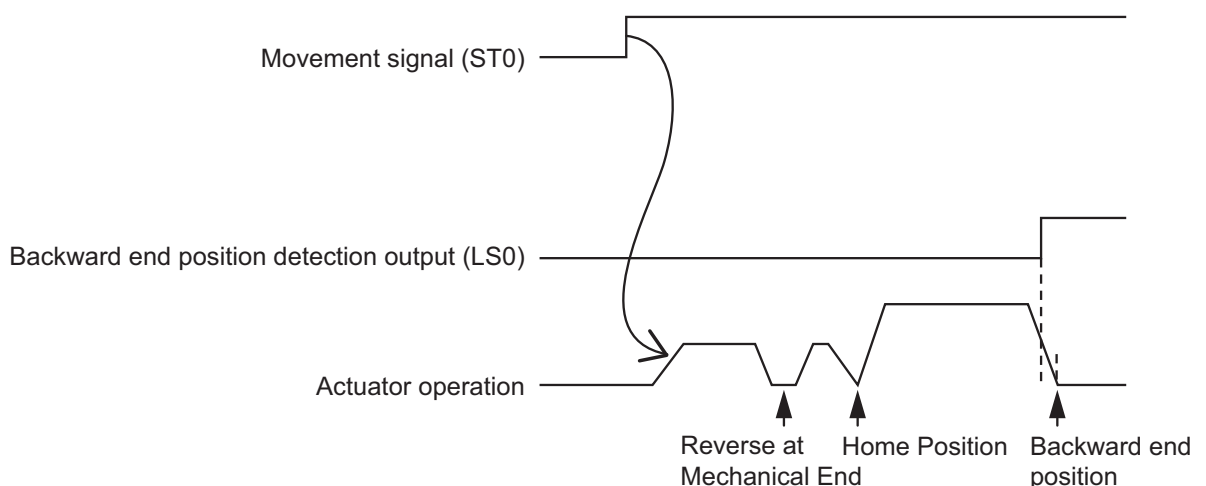 Movement signal (ST0)
Backward end position detection output (LS0)
Actuator operation
Reverse at
Mechanical End
Home Position
Backward end
position